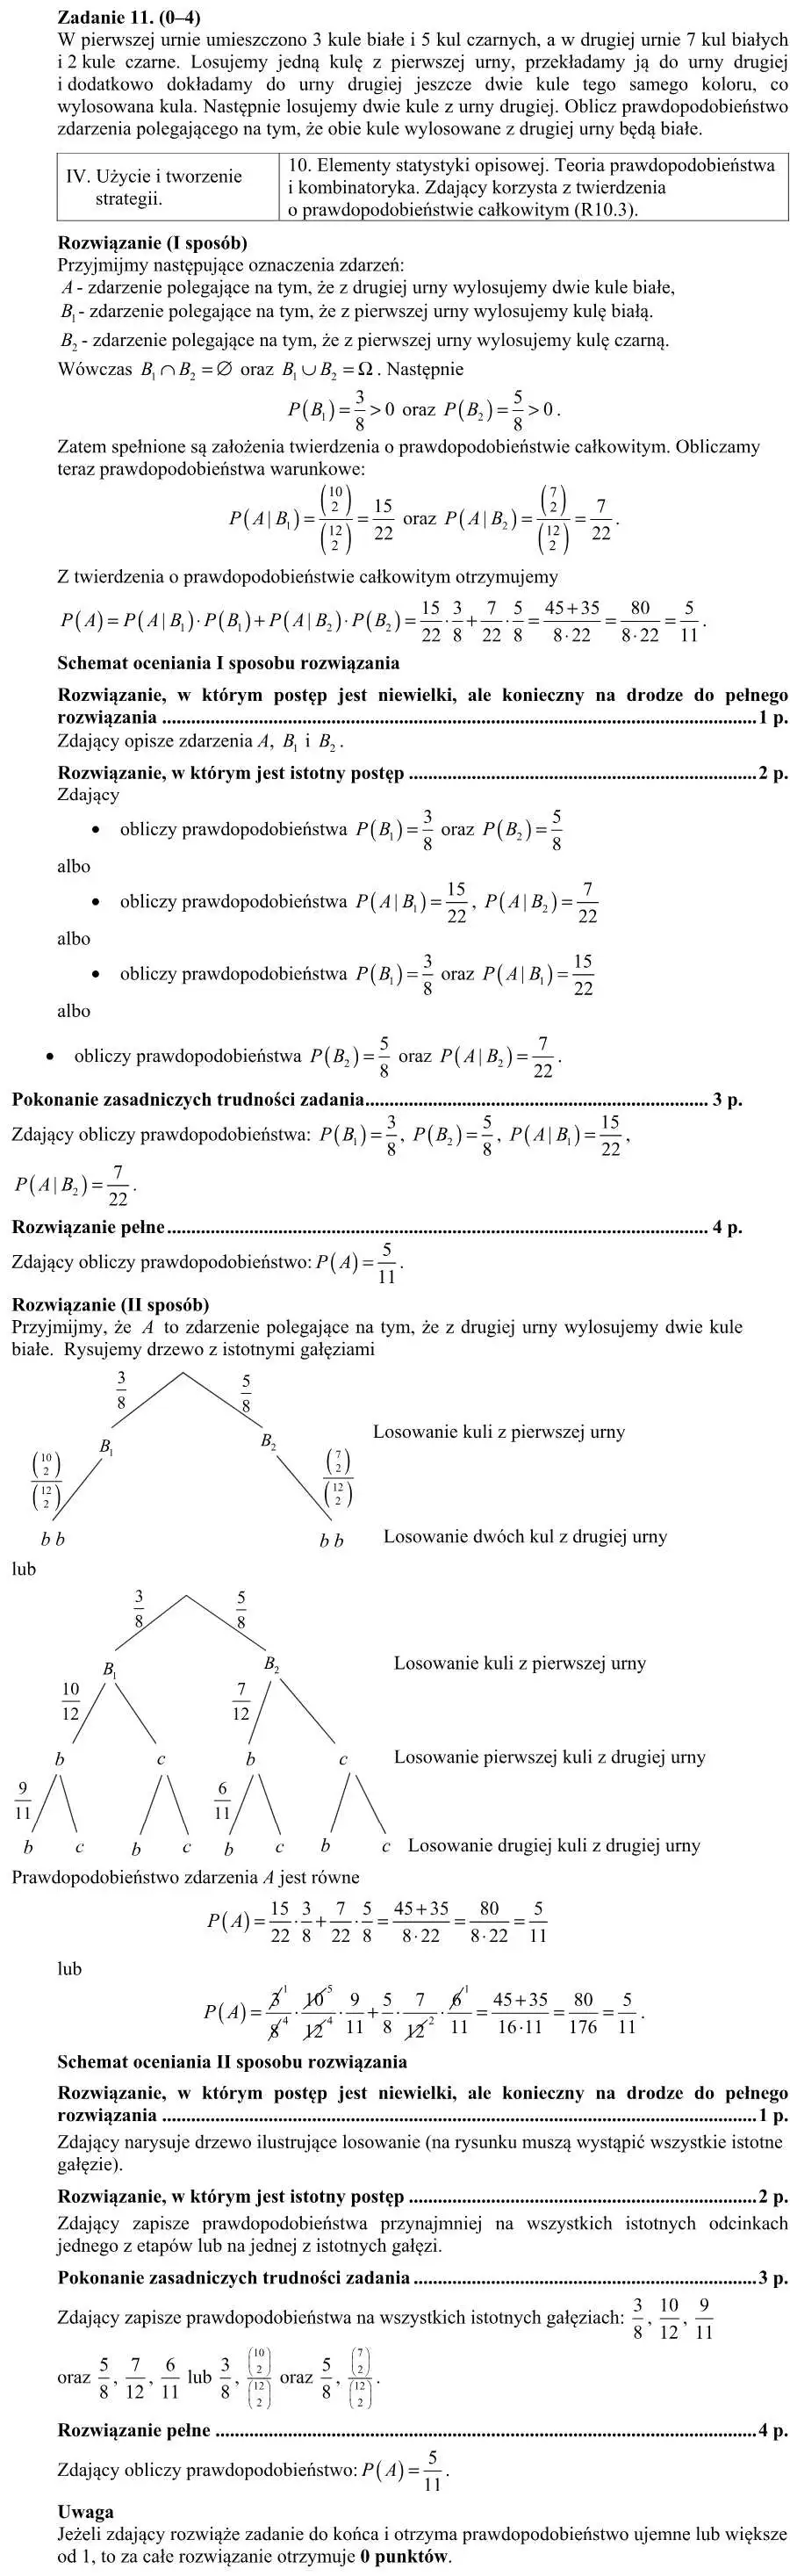 Zadanie 11. (0–4)
W pierwszej urnie umieszczono 3 kule białe i 5 kul czarnych, a w drugiej urnie 7 kul białych
i 2 kule czarne. Losujemy jedną kulę z pierwszej urny, przekładamy ją do urny drugiej
i dodatkowo dokładamy do urny drugiej jeszcze dwie kule tego samego koloru, co
wylosowana kula. Następnie losujemy dwie kule z urny drugiej. Oblicz prawdopodobieństwo
zdarzenia polegającego na tym, że obie kule wylosowane z drugiej urny będą białe.
IV. Użycie i tworzenie strategii.
10. Elementy statystyki opisowej. Teoria prawdopodobieństwa
i kombinatoryka. Zdający korzysta z twierdzenia
o prawdopodobieństwie całkowitym (R10.3).
Rozwiązanie (I sposób)
Przyjmijmy następujące oznaczenia zdarzeń:
A - zdarzenie polegające na tym, że z drugiej urny wylosujemy dwie kule białe,
B₁ - zdarzenie polegające na tym, że z pierwszej urny wylosujemy kulę białą.
B₂ - zdarzenie polegające na tym, że z pierwszej urny wylosujemy kulę czarną.
Wówczas B₁ ∩ B₂ = ∅ oraz B₁ ∪ B₂ = Ω . Następnie
P(B₁) = 3/8 > 0 oraz P(B₂) = 5/8 > 0 .
Zatem spełnione są założenia twierdzenia o prawdopodobieństwie całkowitym. Obliczamy
teraz prawdopodobieństwa warunkowe:
P(A | B₁) = (10 2)/(12 2) = 15/22 oraz P(A | B₂) = (7 2)/(12 2) = 7/22 .
Z twierdzenia o prawdopodobieństwie całkowitym otrzymujemy
P(A) = P(A | B₁)·P(B₁) + P(A | B₂)·P(B₂) = 15/22 · 3/8 + 7/22 · 5/8 = (45+35)/(8·22) = 80/(8·22) = 5/11 .
Schemat oceniania I sposobu rozwiązania
Rozwiązanie, w którym postęp jest niewielki, ale konieczny na drodze do pełnego
rozwiązania ........ 1 p.
Zdający opisze zdarzenia A, B₁ i B₂ .
Rozwiązanie, w którym jest istotny postęp ........ 2 p.
Zdający
• obliczy prawdopodobieństwa P(B₁) = 3/8 oraz P(B₂) = 5/8
albo
• obliczy prawdopodobieństwa P(A | B₁) = 15/22 , P(A | B₂) = 7/22
albo
• obliczy prawdopodobieństwa P(B₁) = 3/8 oraz P(A | B₁) = 15/22
albo
• obliczy prawdopodobieństwa P(B₂) = 5/8 oraz P(A | B₂) = 7/22 .
Pokonanie zasadniczych trudności zadania ........ 3 p.
Zdający obliczy prawdopodobieństwa: P(B₁) = 3/8 , P(B₂) = 5/8 , P(A | B₁) = 15/22 ,
P(A | B₂) = 7/22 .
Rozwiązanie pełne ........ 4 p.
Zdający obliczy prawdopodobieństwo: P(A) = 5/11 .
Rozwiązanie (II sposób)
Przyjmijmy, że A to zdarzenie polegające na tym, że z drugiej urny wylosujemy dwie kule
białe. Rysujemy drzewo z istotnymi gałęziami
3/8 5/8
B₁ B₂ Losowanie kuli z pierwszej urny
(10 2)/(12 2) (7 2)/(12 2)
b b b b Losowanie dwóch kul z drugiej urny
lub
3/8 5/8
B₁ B₂ Losowanie kuli z pierwszej urny
10/12 7/12
b c b c Losowanie pierwszej kuli z drugiej urny
9/11 6/11
b c b c b c b c Losowanie drugiej kuli z drugiej urny
Prawdopodobieństwo zdarzenia A jest równe
P(A) = 15/22 · 3/8 + 7/22 · 5/8 = (45+35)/(8·22) = 80/(8·22) = 5/11
lub
P(A) = 3¹/8⁴ · 10⁵/12⁴ · 9/11 + 5/8 · 7/12² · 6¹/11 = (45+35)/(16·11) = 80/176 = 5/11 .
Schemat oceniania II sposobu rozwiązania
Rozwiązanie, w którym postęp jest niewielki, ale konieczny na drodze do pełnego
rozwiązania ........ 1 p.
Zdający narysuje drzewo ilustrujące losowanie (na rysunku muszą wystąpić wszystkie istotne
gałęzie).
Rozwiązanie, w którym jest istotny postęp ........ 2 p.
Zdający zapisze prawdopodobieństwa przynajmniej na wszystkich istotnych odcinkach
jednego z etapów lub na jednej z istotnych gałęzi.
Pokonanie zasadniczych trudności zadania ........ 3 p.
Zdający zapisze prawdopodobieństwa na wszystkich istotnych gałęziach: 3/8 , 10/12 , 9/11
oraz 5/8 , 7/12 , 6/11 lub 3/8 , (10 2)/(12 2) oraz 5/8 , (7 2)/(12 2) .
Rozwiązanie pełne ........ 4 p.
Zdający obliczy prawdopodobieństwo: P(A) = 5/11 .
Uwaga
Jeżeli zdający rozwiąże zadanie do końca i otrzyma prawdopodobieństwo ujemne lub większe
od 1, to za całe rozwiązanie otrzymuje 0 punktów.